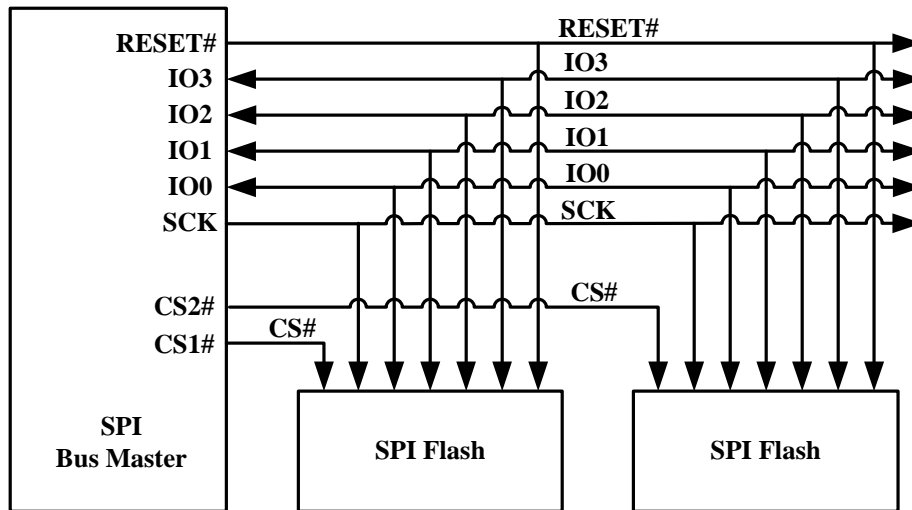 RESET#
RESET#
IO3
IO3
IO2
IO2
IO1
IO1
IO0
IO0
SCK
SCK
CS2#
CS#
CS1#
CS#
SPI
Bus Master
SPI Flash
SPI Flash